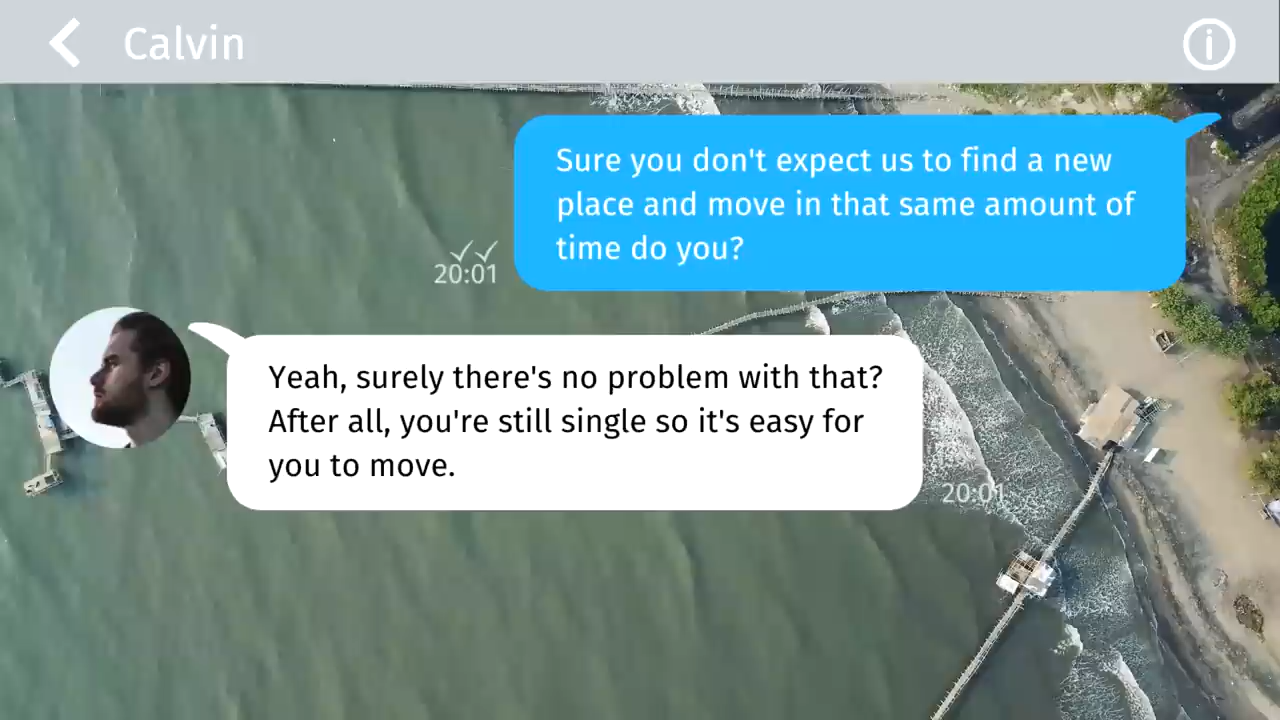 Calvin
Sure you don't expect us to find a new
place and move in that same amount of
time do you?
20:01
Yeah, surely there's no problem with that?
After all, you're still single so it's easy for
you to move.
20:01